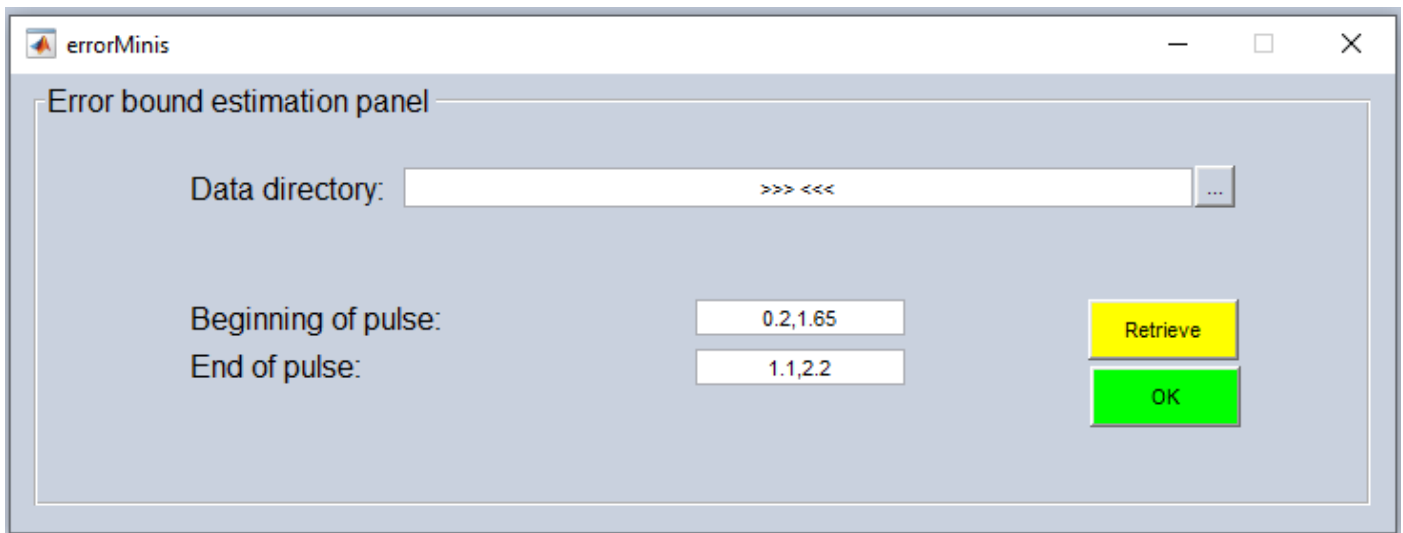 errorMinis
Error bound estimation panel
Data directory: >>> <<< ...
Beginning of pulse: 0.2,1.65 Retrieve
End of pulse: 1.1,2.2
OK